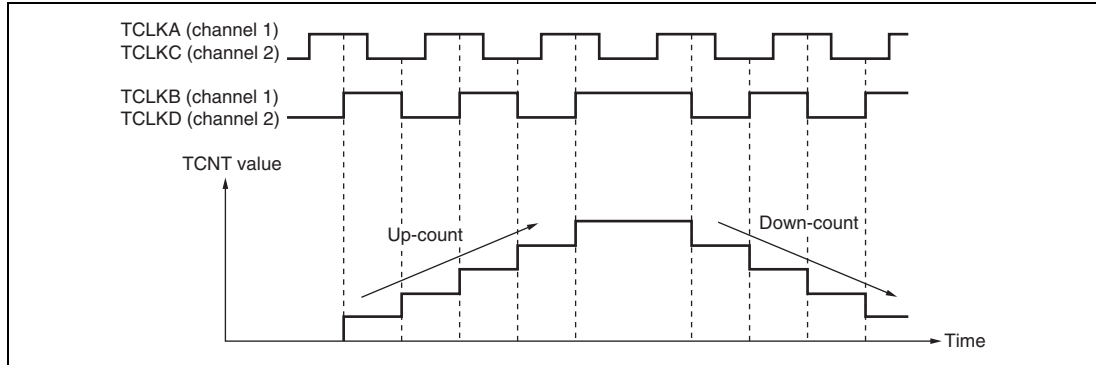 TCLKA (channel 1)
TCLKC (channel 2)
TCLKB (channel 1)
TCLKD (channel 2)
TCNT value
Up-count
Down-count
Time